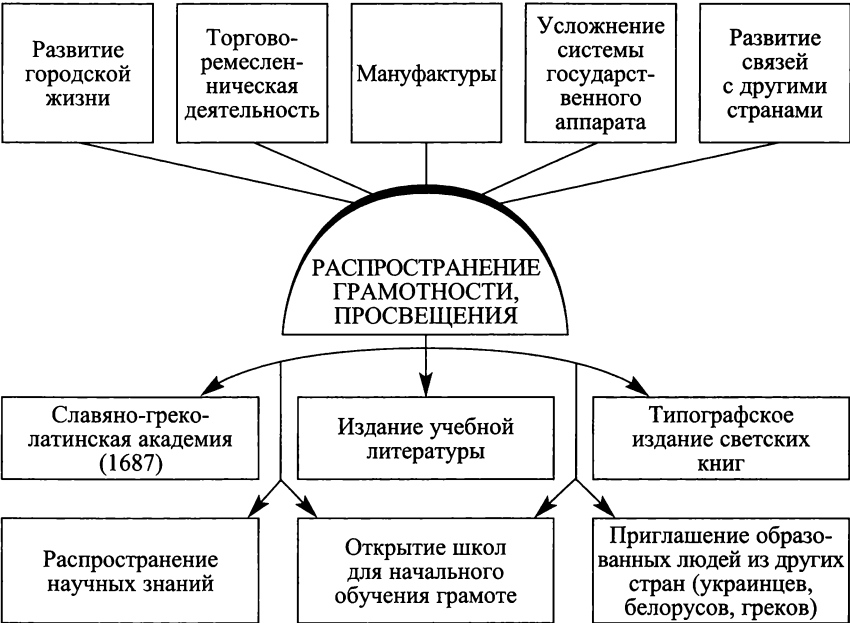 Развитие
городской
жизни
Торгово-
ремеслен-
ническая
деятельность
Мануфактуры
Усложнение
системы
государст-
венного
аппарата
Развитие
связей
с другими
странами
РАСПРОСТРАНЕНИЕ
ГРАМОТНОСТИ,
ПРОСВЕЩЕНИЯ
Славяно-греко-
латинская академия
(1687)
Издание учебной
литературы
Типографское
издание светских
книг
Распространение
научных знаний
Открытие школ
для начального
обучения грамоте
Приглашение образо-
ванных людей из других
стран (украинцев,
белорусов, греков)